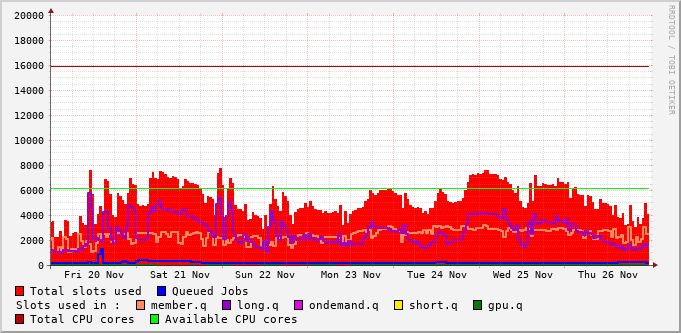 20000
18000
16000
14000
12000
10000
8000
6000
4000
2000
0
Fri 20 Nov Sat 21 Nov Sun 22 Nov Mon 23 Nov Tue 24 Nov Wed 25 Nov Thu 26 Nov
Total slots used Queued Jobs
Slots used in : member.q long.q ondemand.q short.q gpu.q
Total CPU cores Available CPU cores
RRDTOOL / TOBI OETIKER